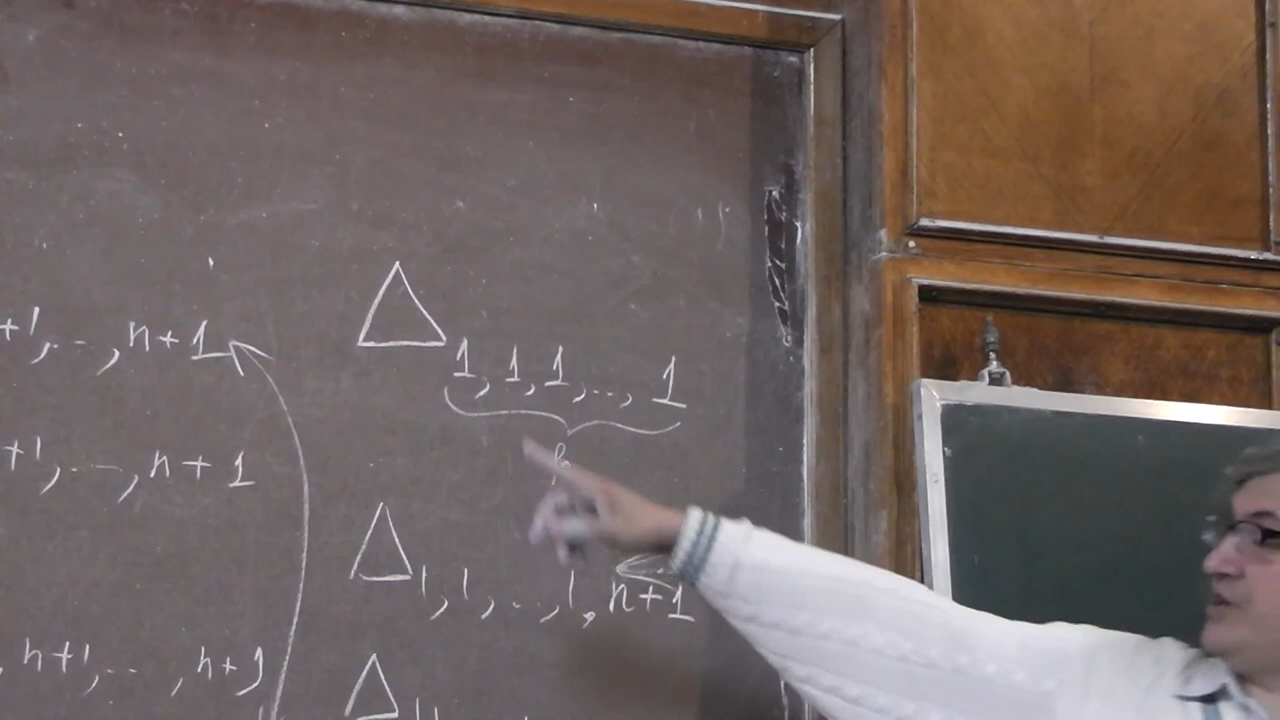 +1,...,n+1
△1,1,1,...,1
+1,...,n+1
△1,1,...,1,n+1
,n+1,...,n+1
△